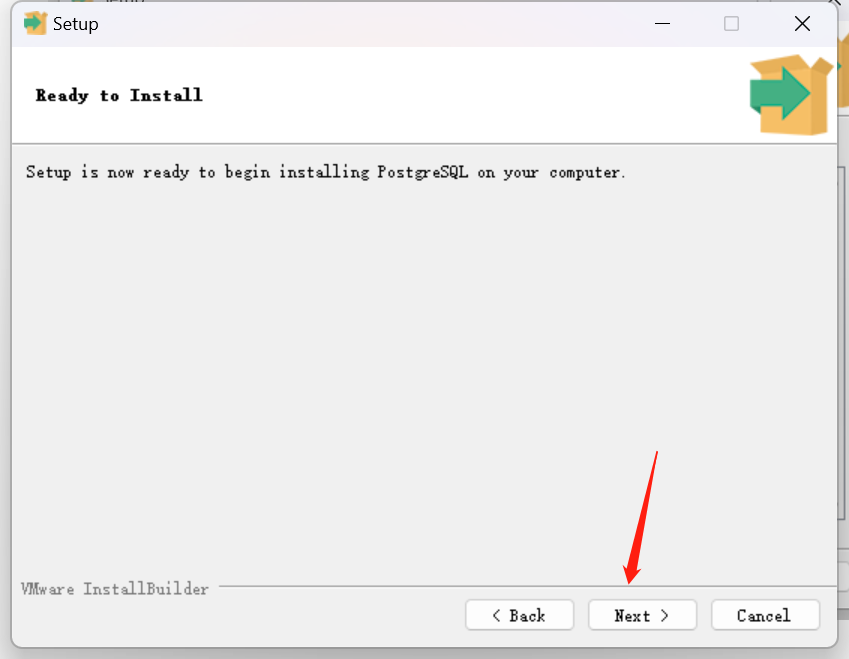 Setup
Ready to Install
Setup is now ready to begin installing PostgreSQL on your computer.
VMware InstallBuilder
< Back
Next >
Cancel